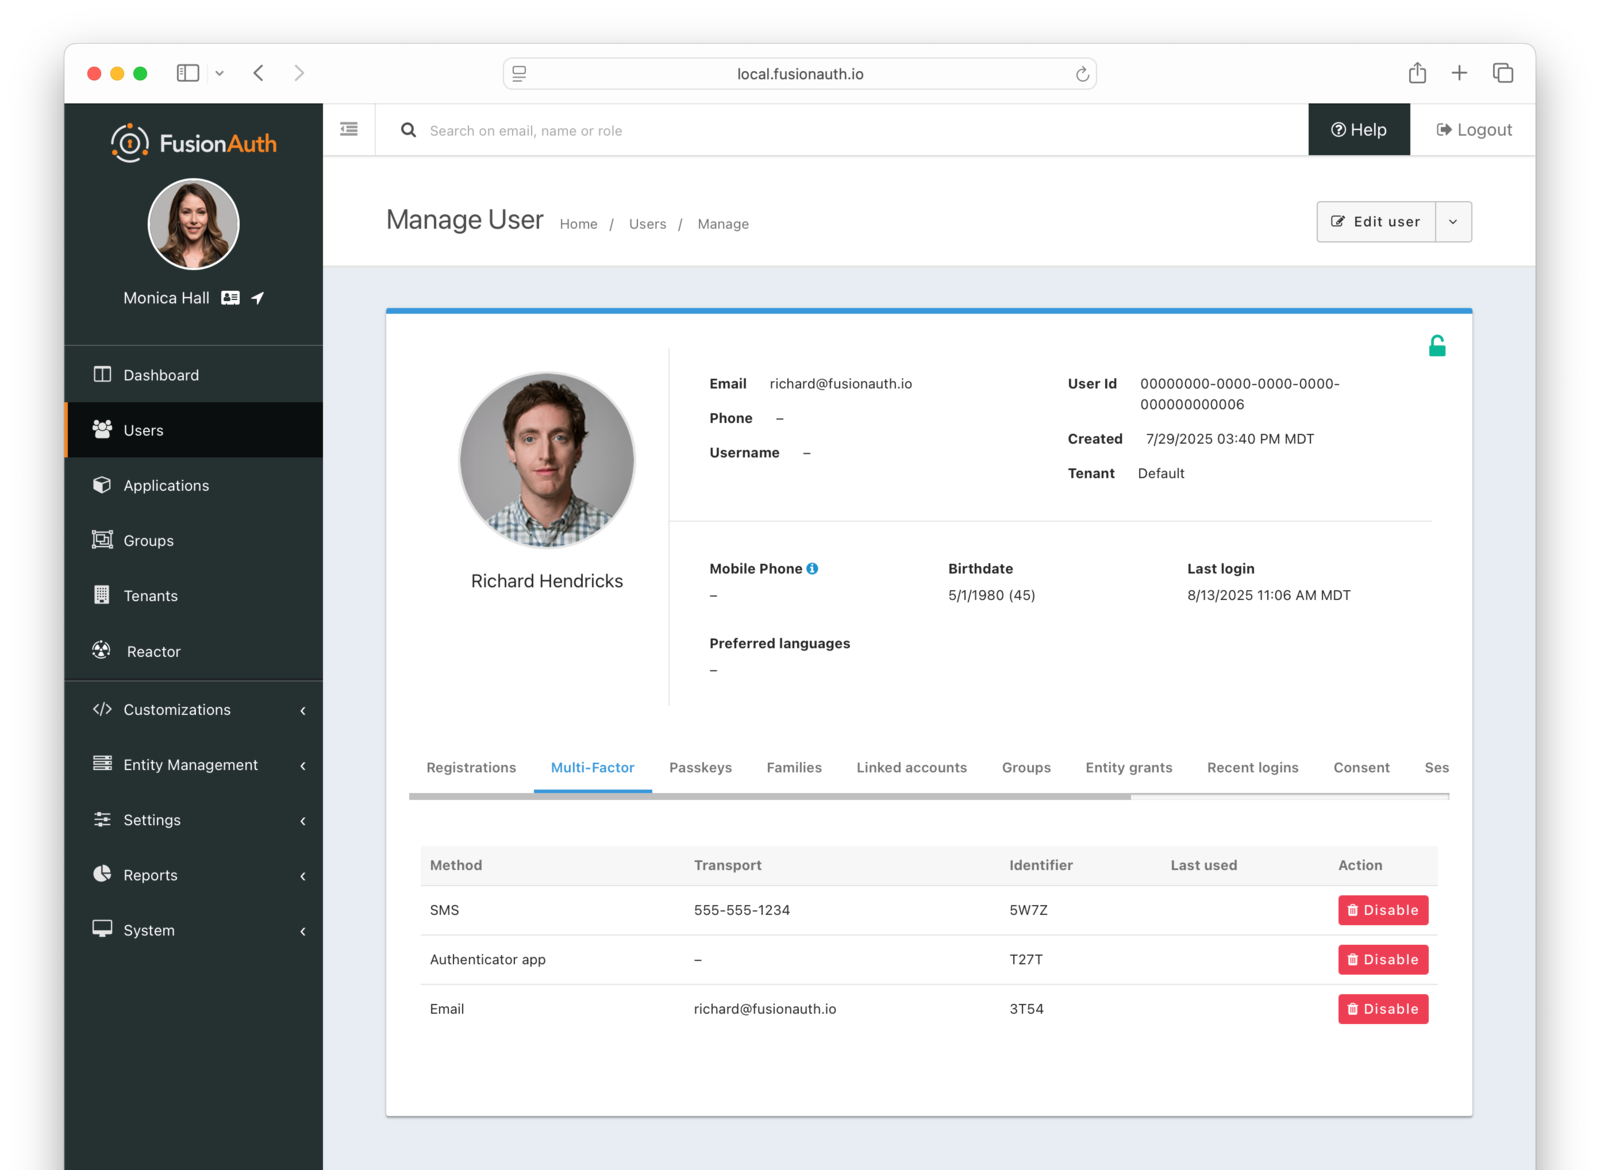 local.fusionauth.io
FusionAuth
Search on email, name or role
Help
Logout
Monica Hall
Manage User
Home / Users / Manage
Edit user
Dashboard
Users
Applications
Groups
Tenants
Reactor
Customizations
Entity Management
Settings
Reports
System
Richard Hendricks
Email richard@fusionauth.io
Phone –
Username –
User Id 00000000-0000-0000-0000-
000000000006
Created 7/29/2025 03:40 PM MDT
Tenant Default
Mobile Phone Birthdate Last login
– 5/1/1980 (45) 8/13/2025 11:06 AM MDT
Preferred languages
–
Registrations Multi-Factor Passkeys Families Linked accounts Groups Entity grants Recent logins Consent Ses
Method Transport Identifier Last used Action
SMS 555-555-1234 5W7Z Disable
Authenticator app – T27T Disable
Email richard@fusionauth.io 3T54 Disable